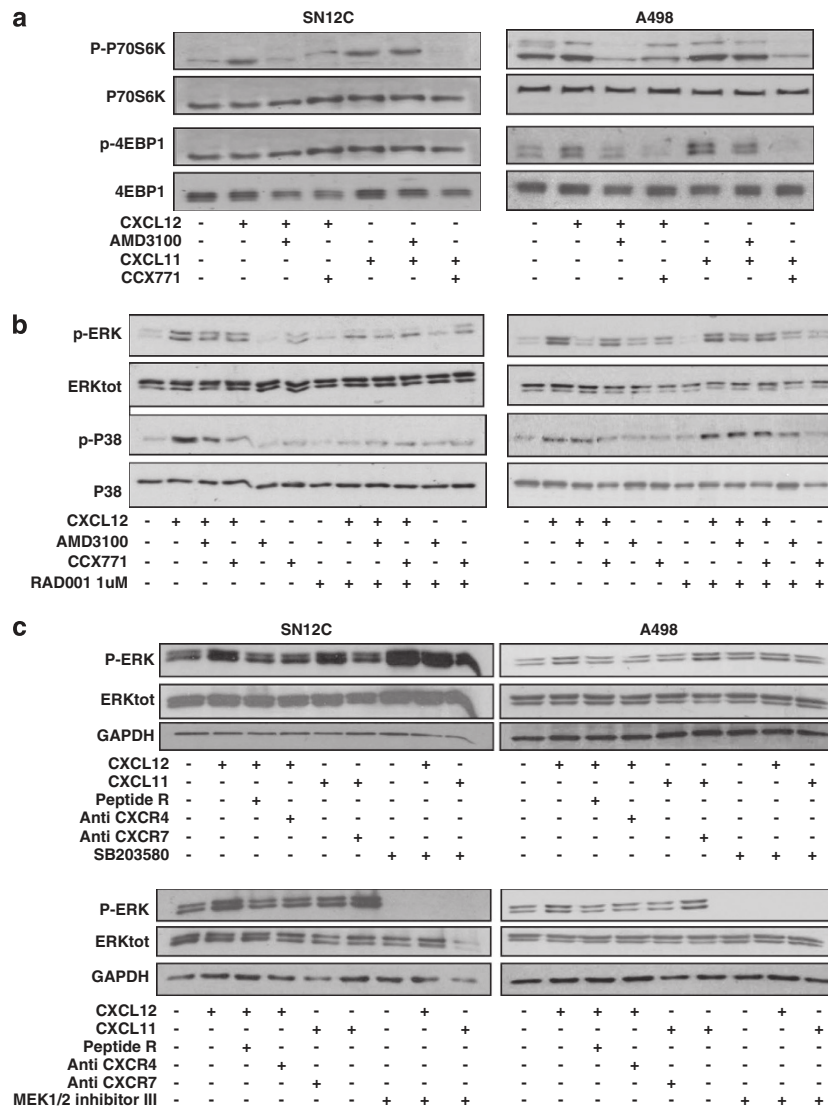 a
SN12C A498
P-P70S6K
P70S6K
p-4EBP1
4EBP1
CXCL12 - + + + - - - - + + + - - -
AMD3100 - - + - - + - - - + - - + -
CXCL11 - - - - + + + - - - - + + +
CCX771 - - - + - - + - - - + - - +
b
p-ERK
ERKtot
p-P38
P38
CXCL12 - + + + - - - + + + - - - + + + - - - + + + - -
AMD3100 - - + - + - - - + - + - - - + - + - - - + - + -
CCX771 - - - + - + - - - + - + - - - + - + - - - + - +
RAD001 1uM - - - - - - + + + + + + - - - - - - + + + + + +
c
SN12C A498
P-ERK
ERKtot
GAPDH
CXCL12 - + + + - - - + - - + + + - - - + -
CXCL11 - - - - + + - - + - - - - + + - - +
Peptide R - - + - - - - - - - - + - - - - - -
Anti CXCR4 - - - + - - - - - - - - + - - - - -
Anti CXCR7 - - - - - + - - - - - - - - + - - -
SB203580 - - - - - - + + + - - - - - - + + +
P-ERK
ERKtot
GAPDH
CXCL12 - + + + - - - + - - + + + - - - + -
CXCL11 - - - - + + - - + - - - - + + - - +
Peptide R - - + - - - - - - - - + - - - - - -
Anti CXCR4 - - - + - - - - - - - - + - - - - -
Anti CXCR7 - - - - + - - - - - - - - + - - - -
MEK1/2 inhibitor III - - - - - - + + + - - - - - - + + +